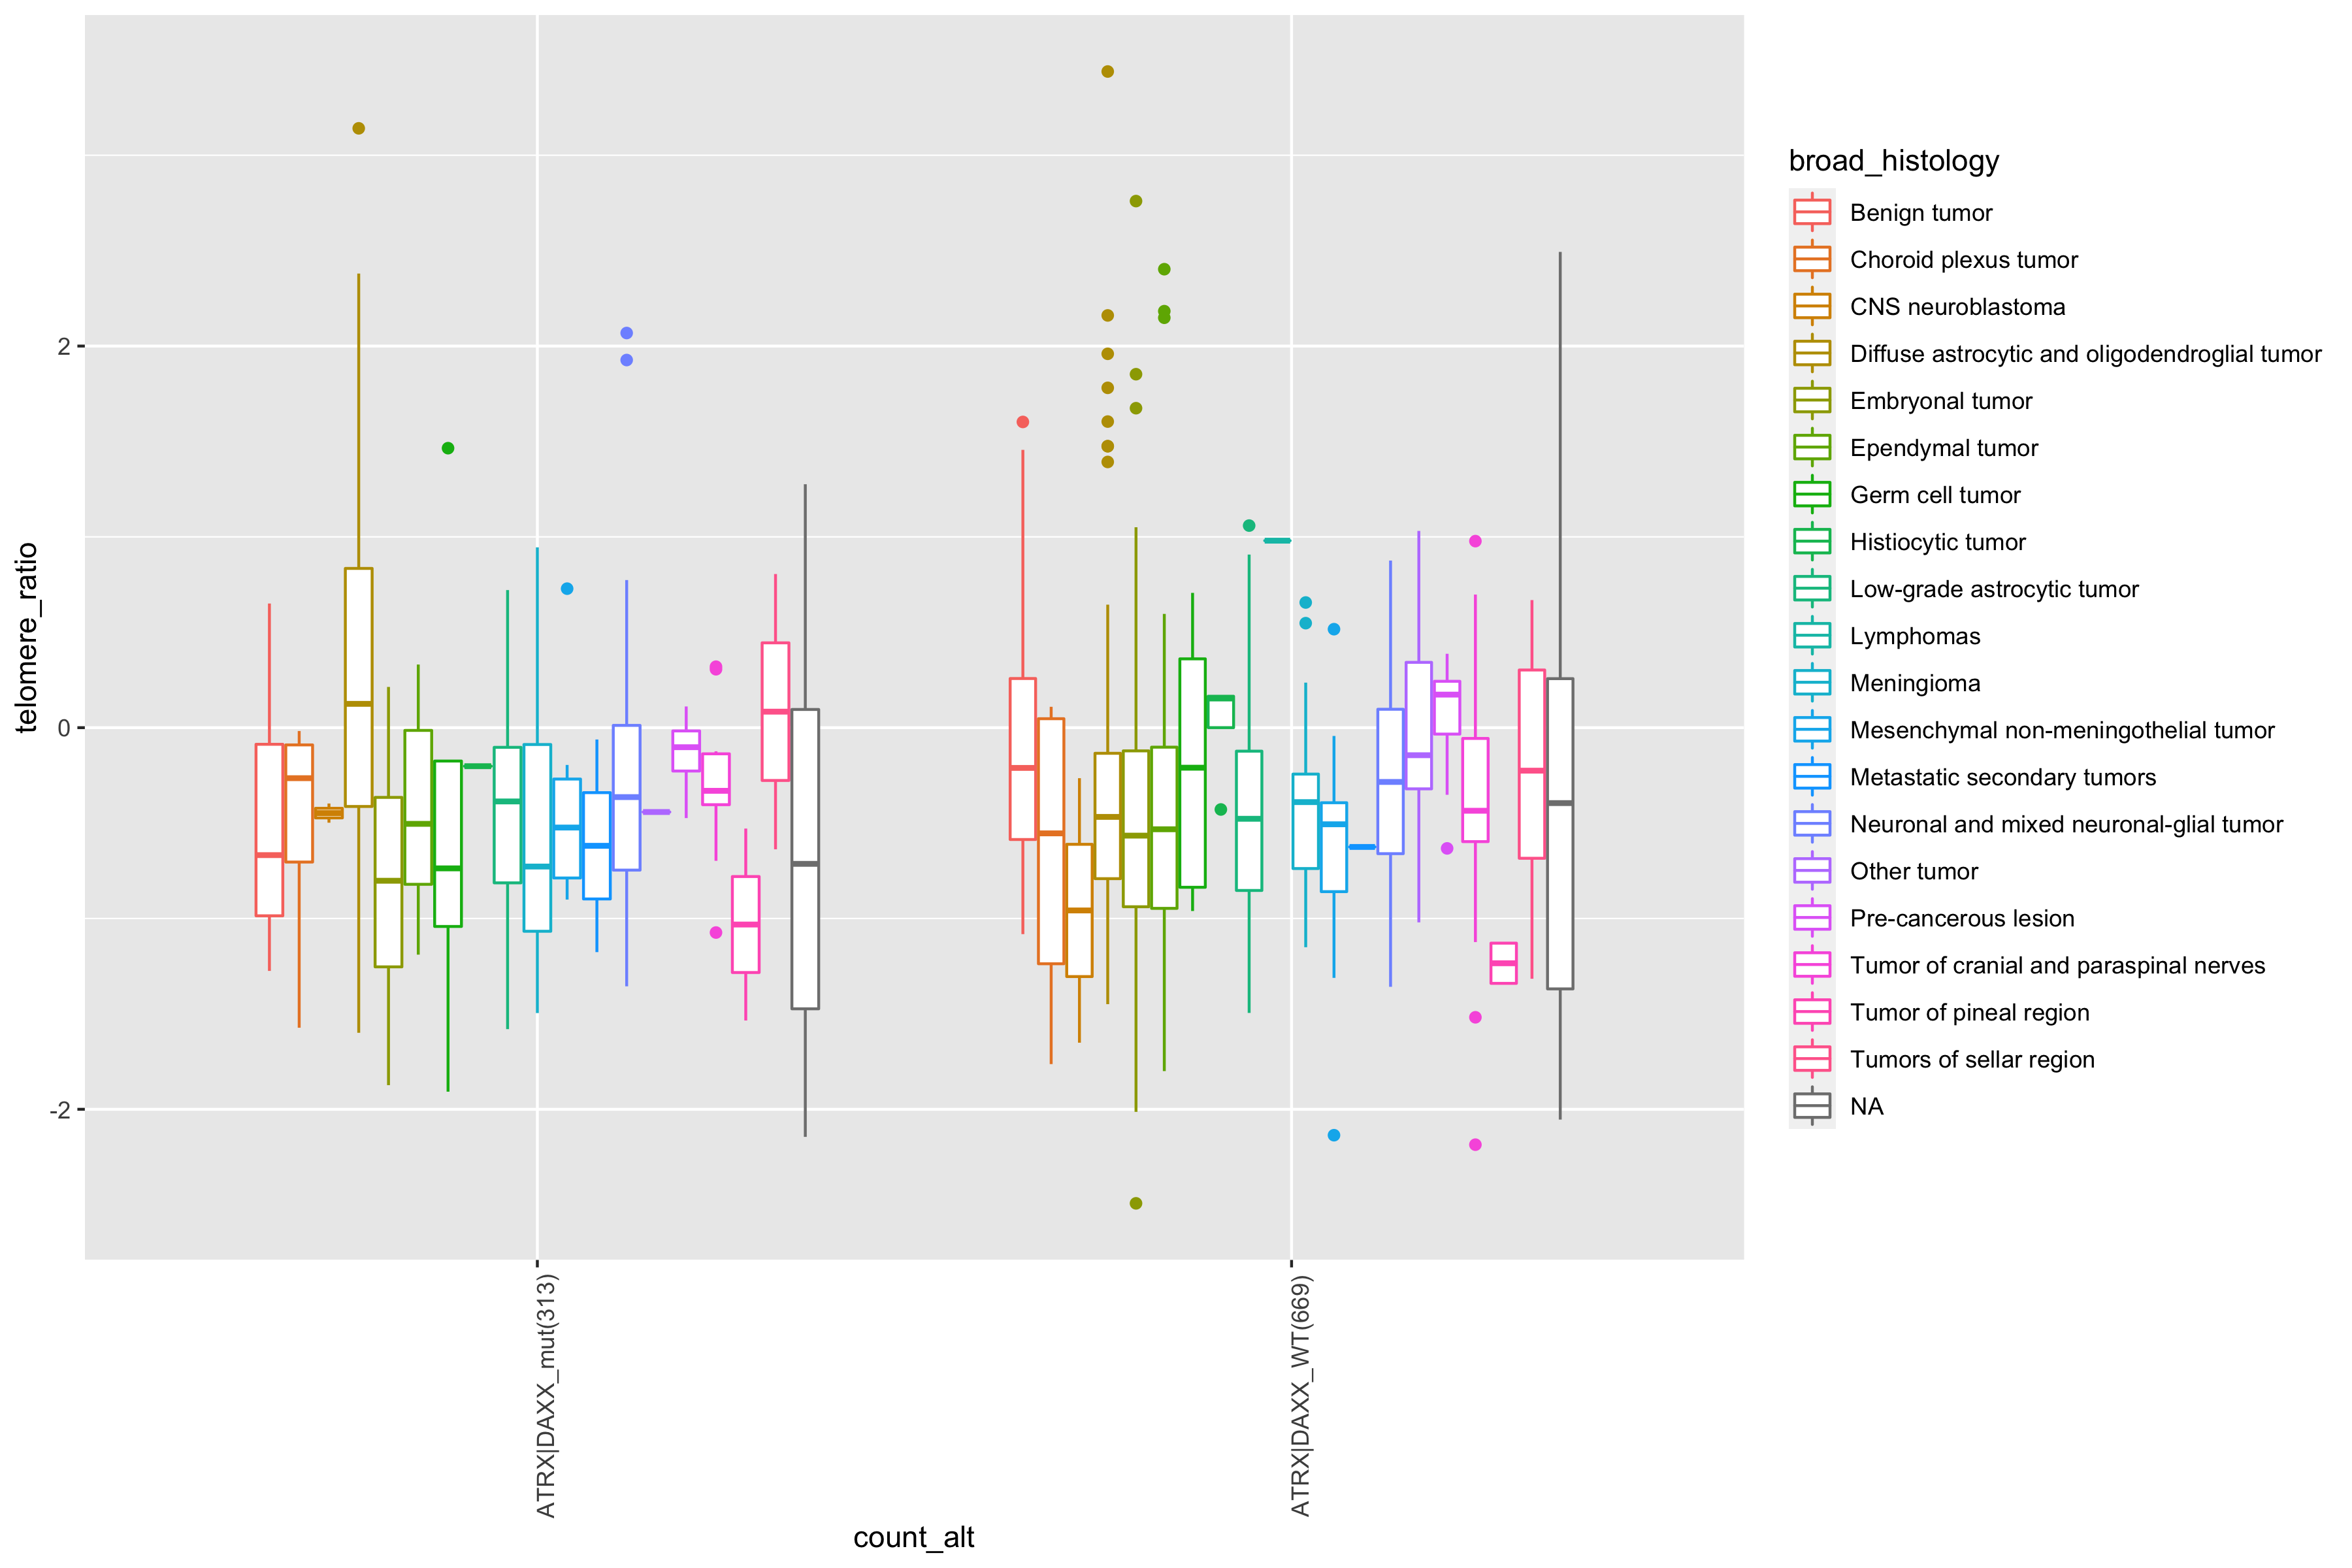 telomere_ratio
2
0
-2
ATRX|DAXX_mut(313)
ATRX|DAXX_WT(669)
count_alt
broad_histology
Benign tumor
Choroid plexus tumor
CNS neuroblastoma
Diffuse astrocytic and oligodendroglial tumor
Embryonal tumor
Ependymal tumor
Germ cell tumor
Histiocytic tumor
Low-grade astrocytic tumor
Lymphomas
Meningioma
Mesenchymal non-meningothelial tumor
Metastatic secondary tumors
Neuronal and mixed neuronal-glial tumor
Other tumor
Pre-cancerous lesion
Tumor of cranial and paraspinal nerves
Tumor of pineal region
Tumors of sellar region
NA